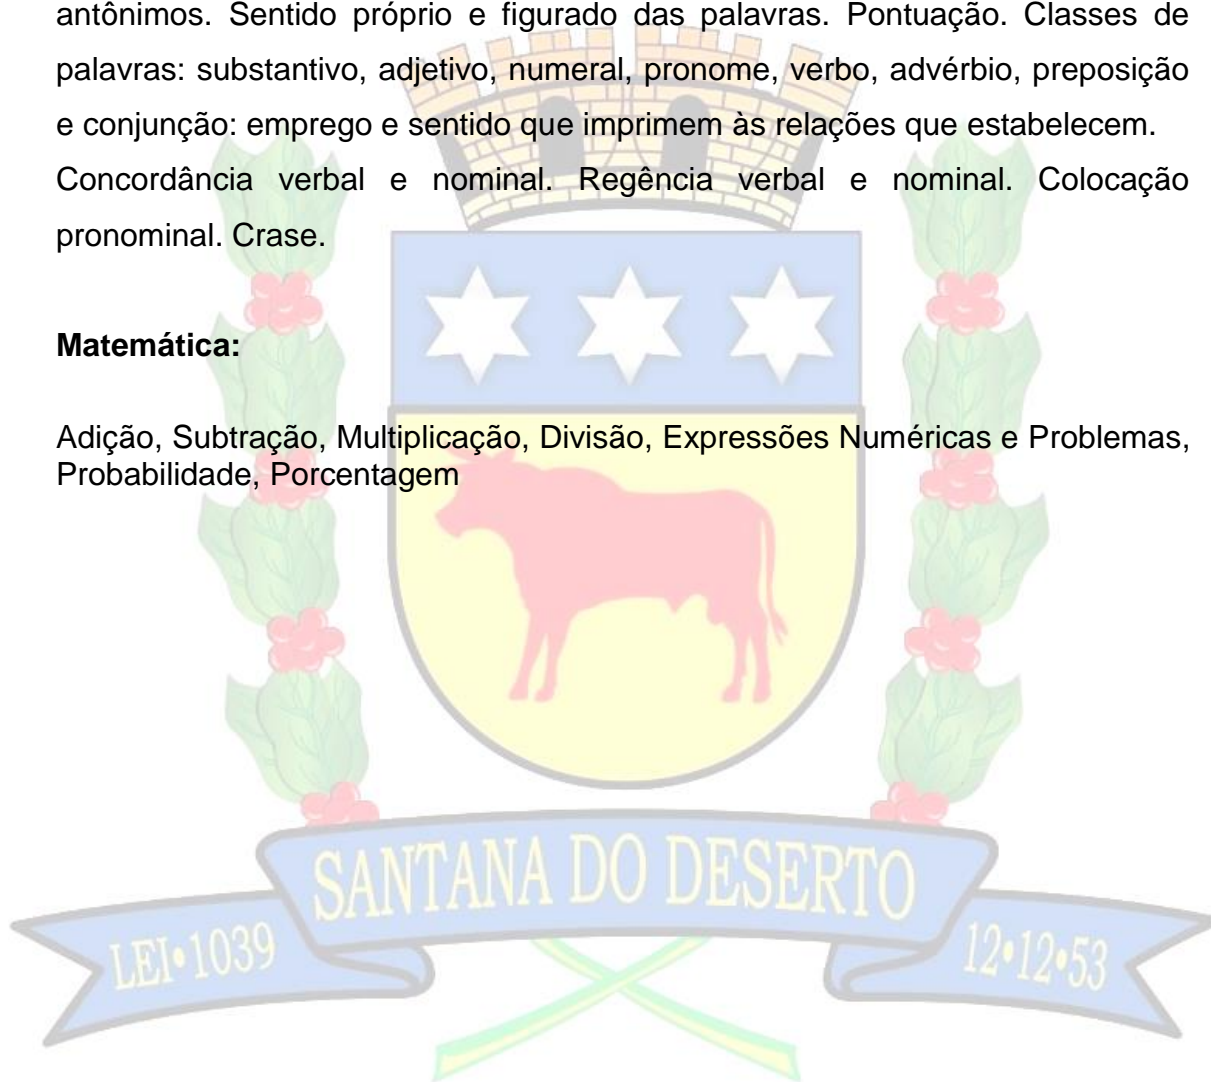 antônimos. Sentido próprio e figurado das palavras. Pontuação. Classes de
palavras: substantivo, adjetivo, numeral, pronome, verbo, advérbio, preposição
e conjunção: emprego e sentido que imprimem às relações que estabelecem.
Concordância verbal e nominal. Regência verbal e nominal. Colocação
pronominal. Crase.
Matemática:
Adição, Subtração, Multiplicação, Divisão, Expressões Numéricas e Problemas,
Probabilidade, Porcentagem
SANTANA DO DESERTO
LEI•1039
12•12•53